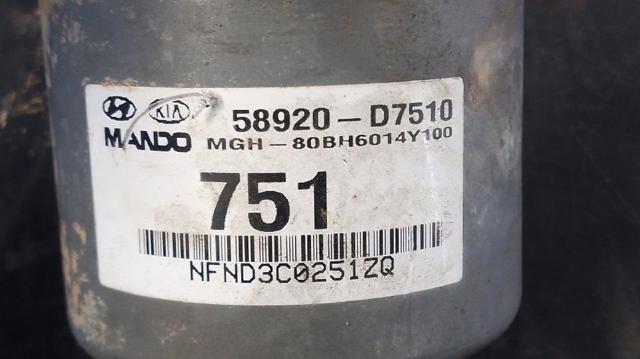 KIA 58920-D7510
MANDO MGH-80BH6014Y100
751
NFND3C0251ZQ